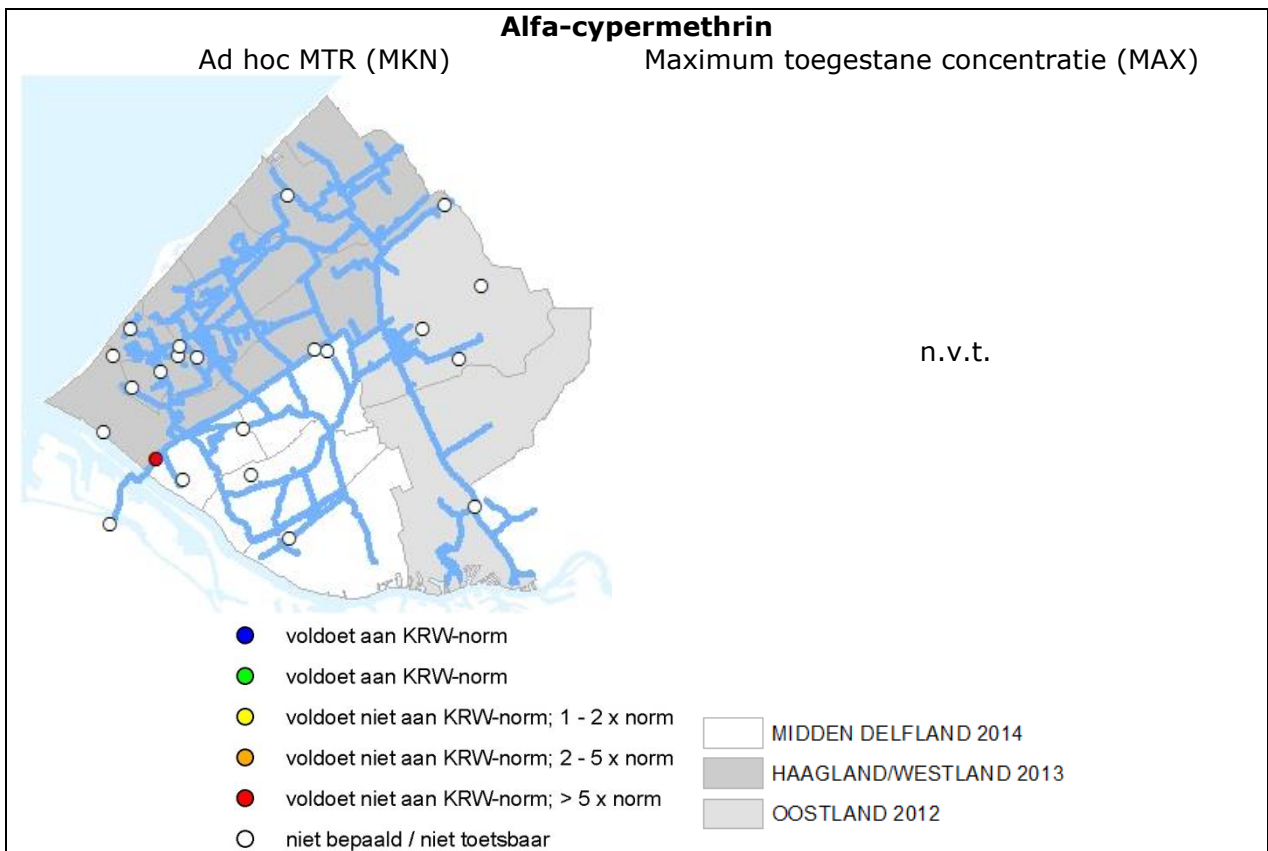 Alfa-cypermethrin
Ad hoc MTR (MKN)
Maximum toegestane concentratie (MAX)
n.v.t.
voldoet aan KRW-norm
voldoet aan KRW-norm
voldoet niet aan KRW-norm; 1 - 2 x norm
voldoet niet aan KRW-norm; 2 - 5 x norm
voldoet niet aan KRW-norm; > 5 x norm
niet bepaald / niet toetsbaar
MIDDEN DELFLAND 2014
HAAGLAND/WESTLAND 2013
OOSTLAND 2012